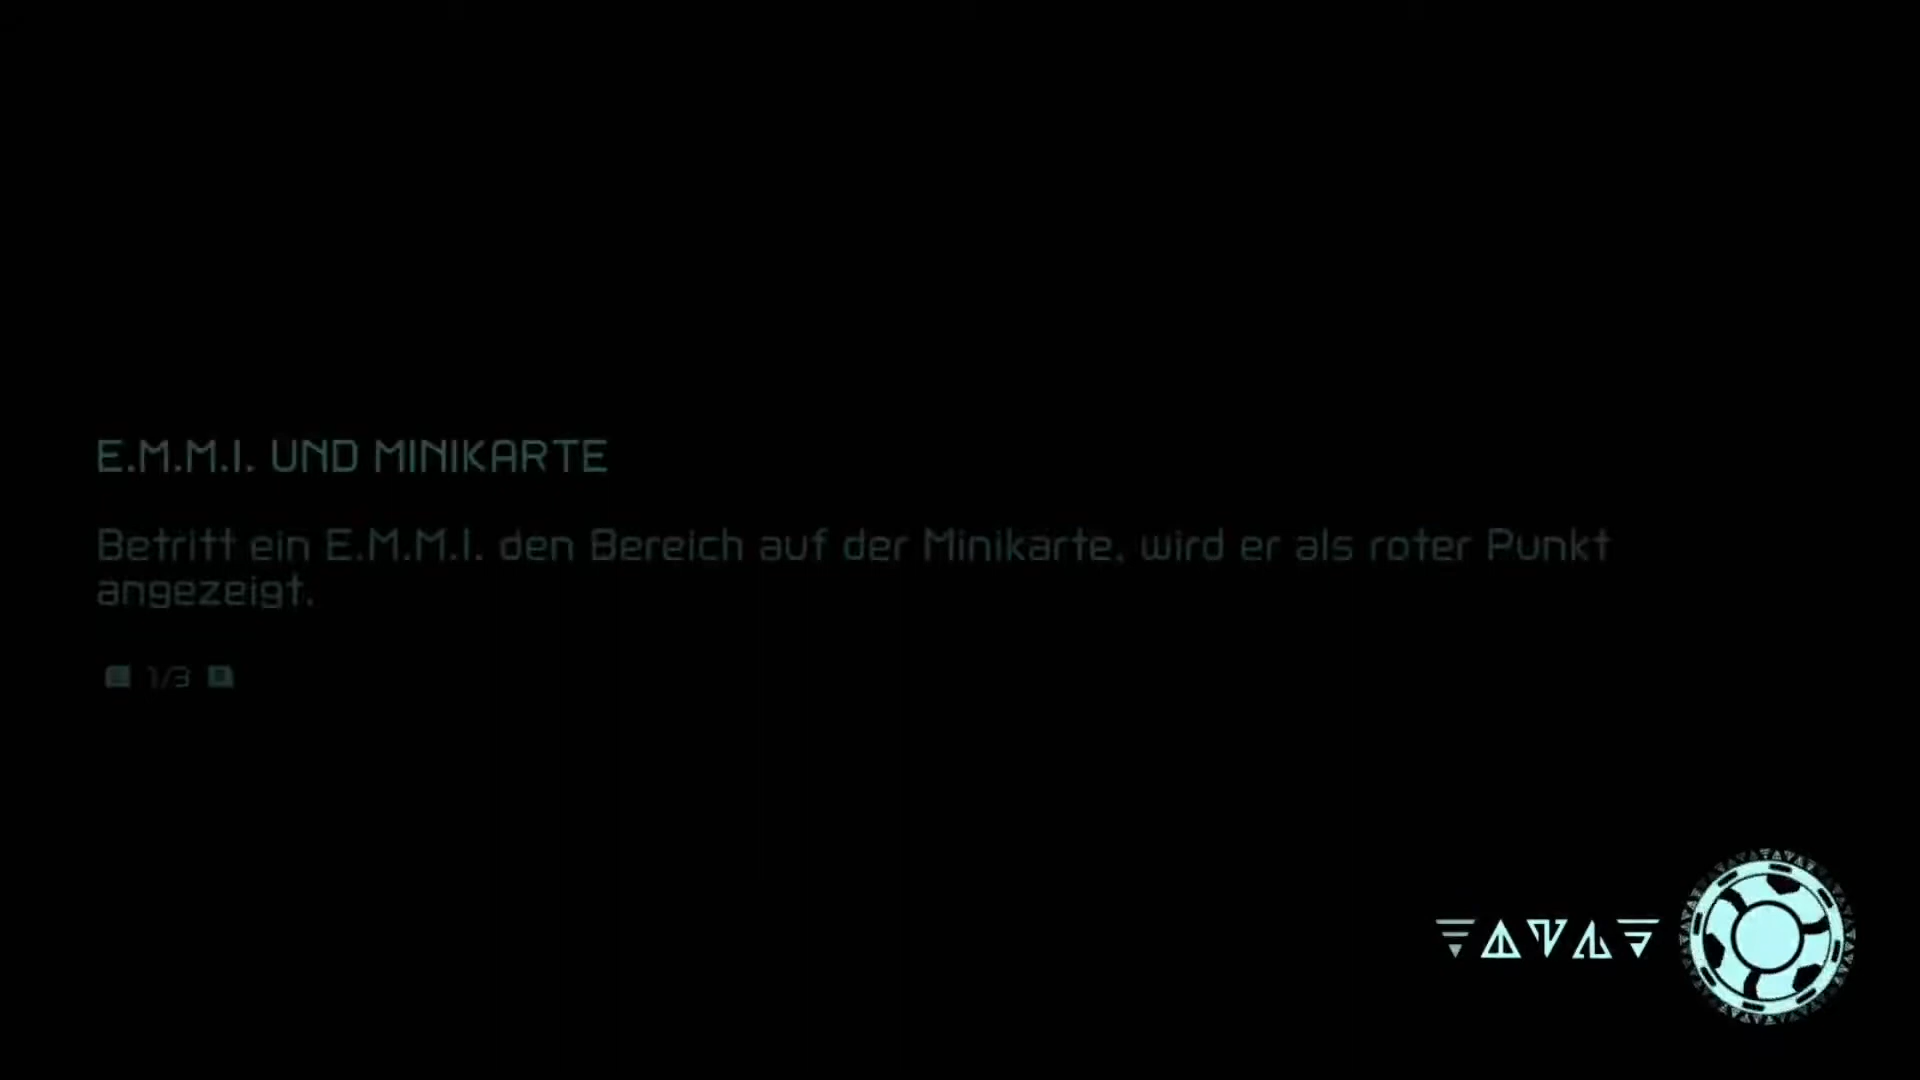 E.M.M.I. UND MINIKARTE
Betritt ein E.M.M.I. den Bereich auf der Minikarte, wird er als roter Punkt
angezeigt.
L 1/3 R